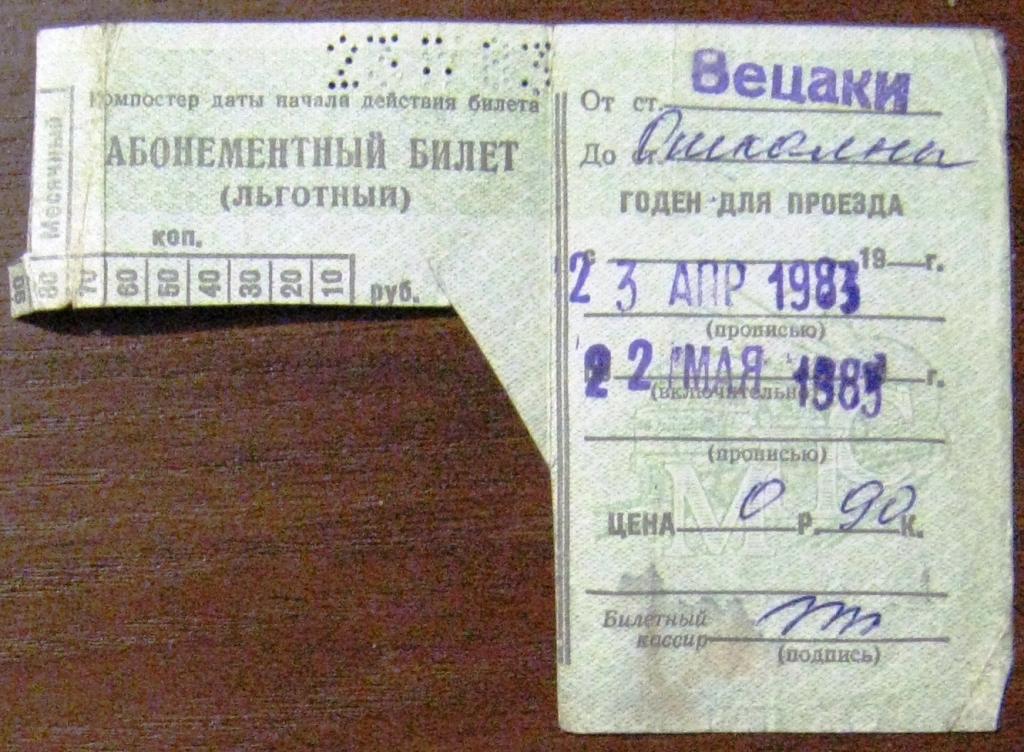 Компостер даты начала действия билета
АБОНЕМЕНТНЫЙ БИЛЕТ
(ЛЬГОТНЫЙ)
Месячный
коп.
90 80 70 60 50 40 30 20 10 руб.
От ст. Вецаки
До ст.
ГОДЕН ДЛЯ ПРОЕЗДА
с 19 г.
23 АПР 1983
(прописью)
22 МАЯ 1983 г.
(включительно)
(прописью)
ЦЕНА 0 Р. 90 К.
МПС
Билетный
кассир
(подпись)